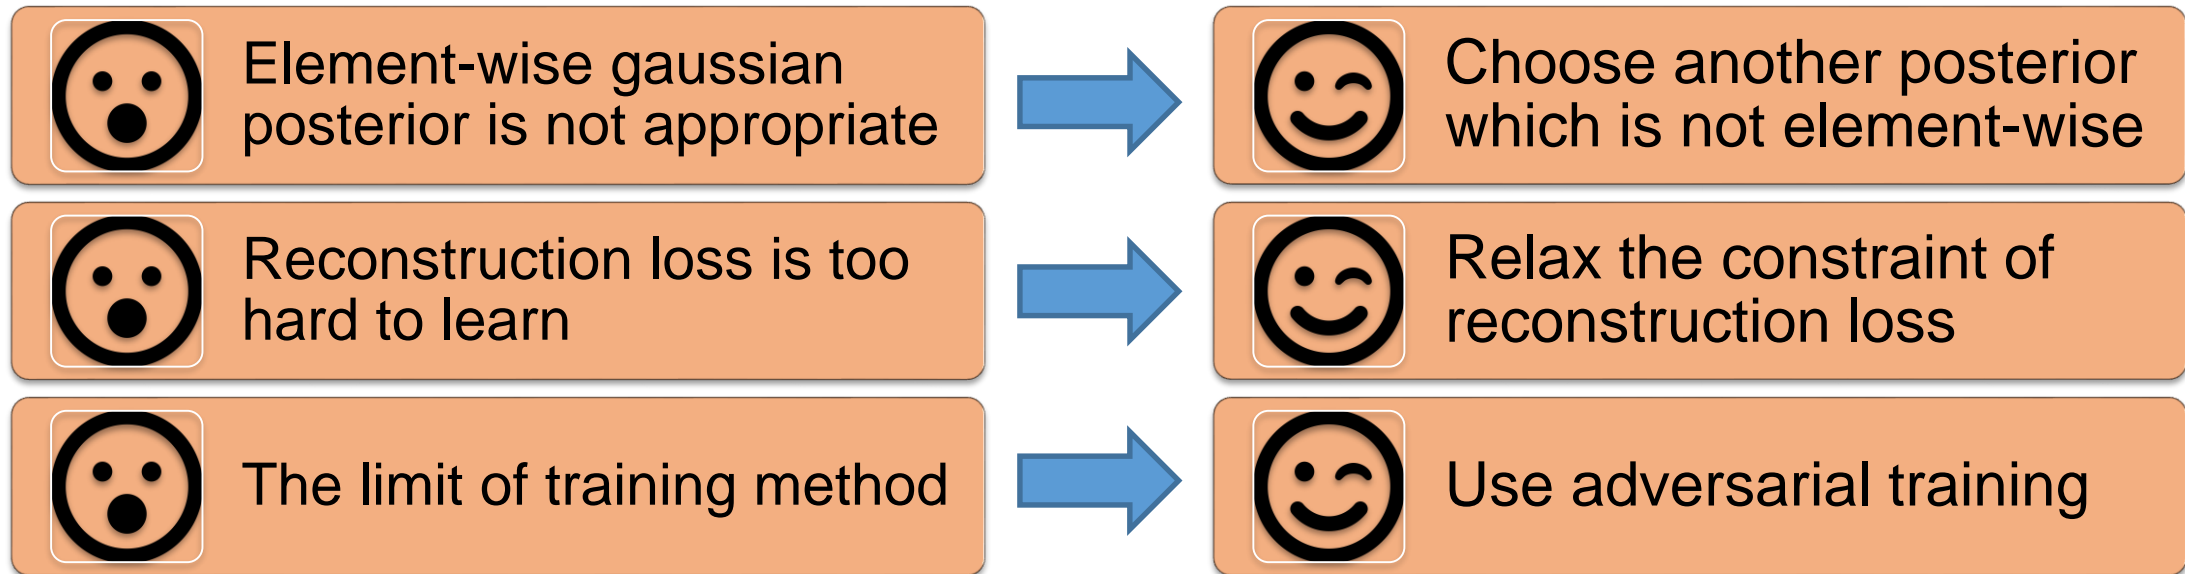 Element-wise gaussian
posterior is not appropriate
Choose another posterior
which is not element-wise
Reconstruction loss is too
hard to learn
Relax the constraint of
reconstruction loss
The limit of training method
Use adversarial training